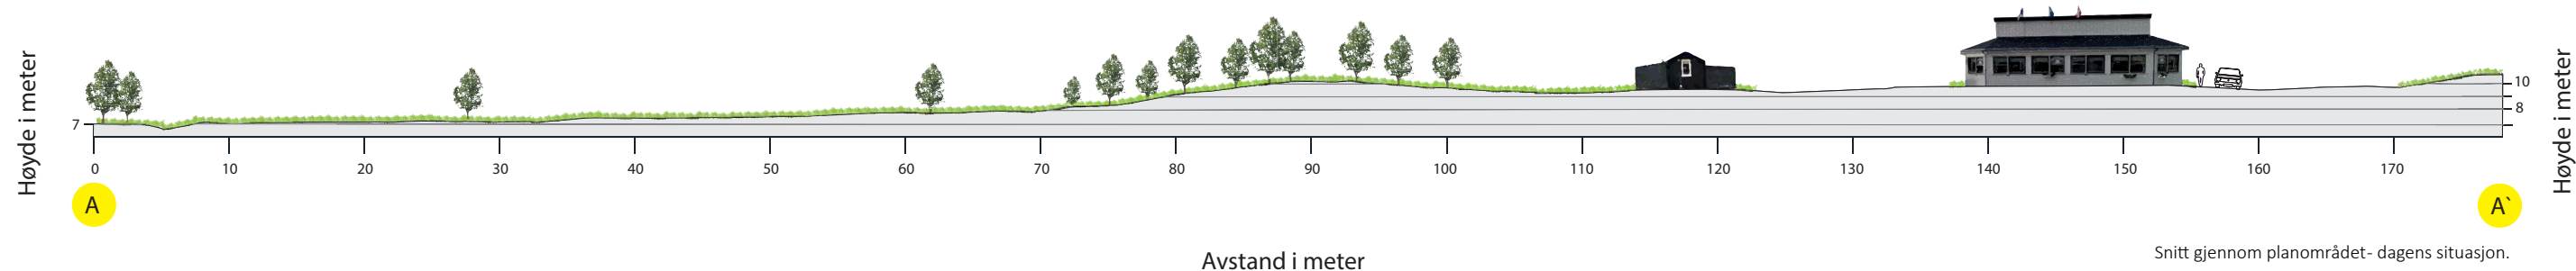 Høyde i meter
7
10
8
Høyde i meter
0 10 20 30 40 50 60 70 80 90 100 110 120 130 140 150 160 170
A
A`
Avstand i meter
Snitt gjennom planområdet- dagens situasjon.